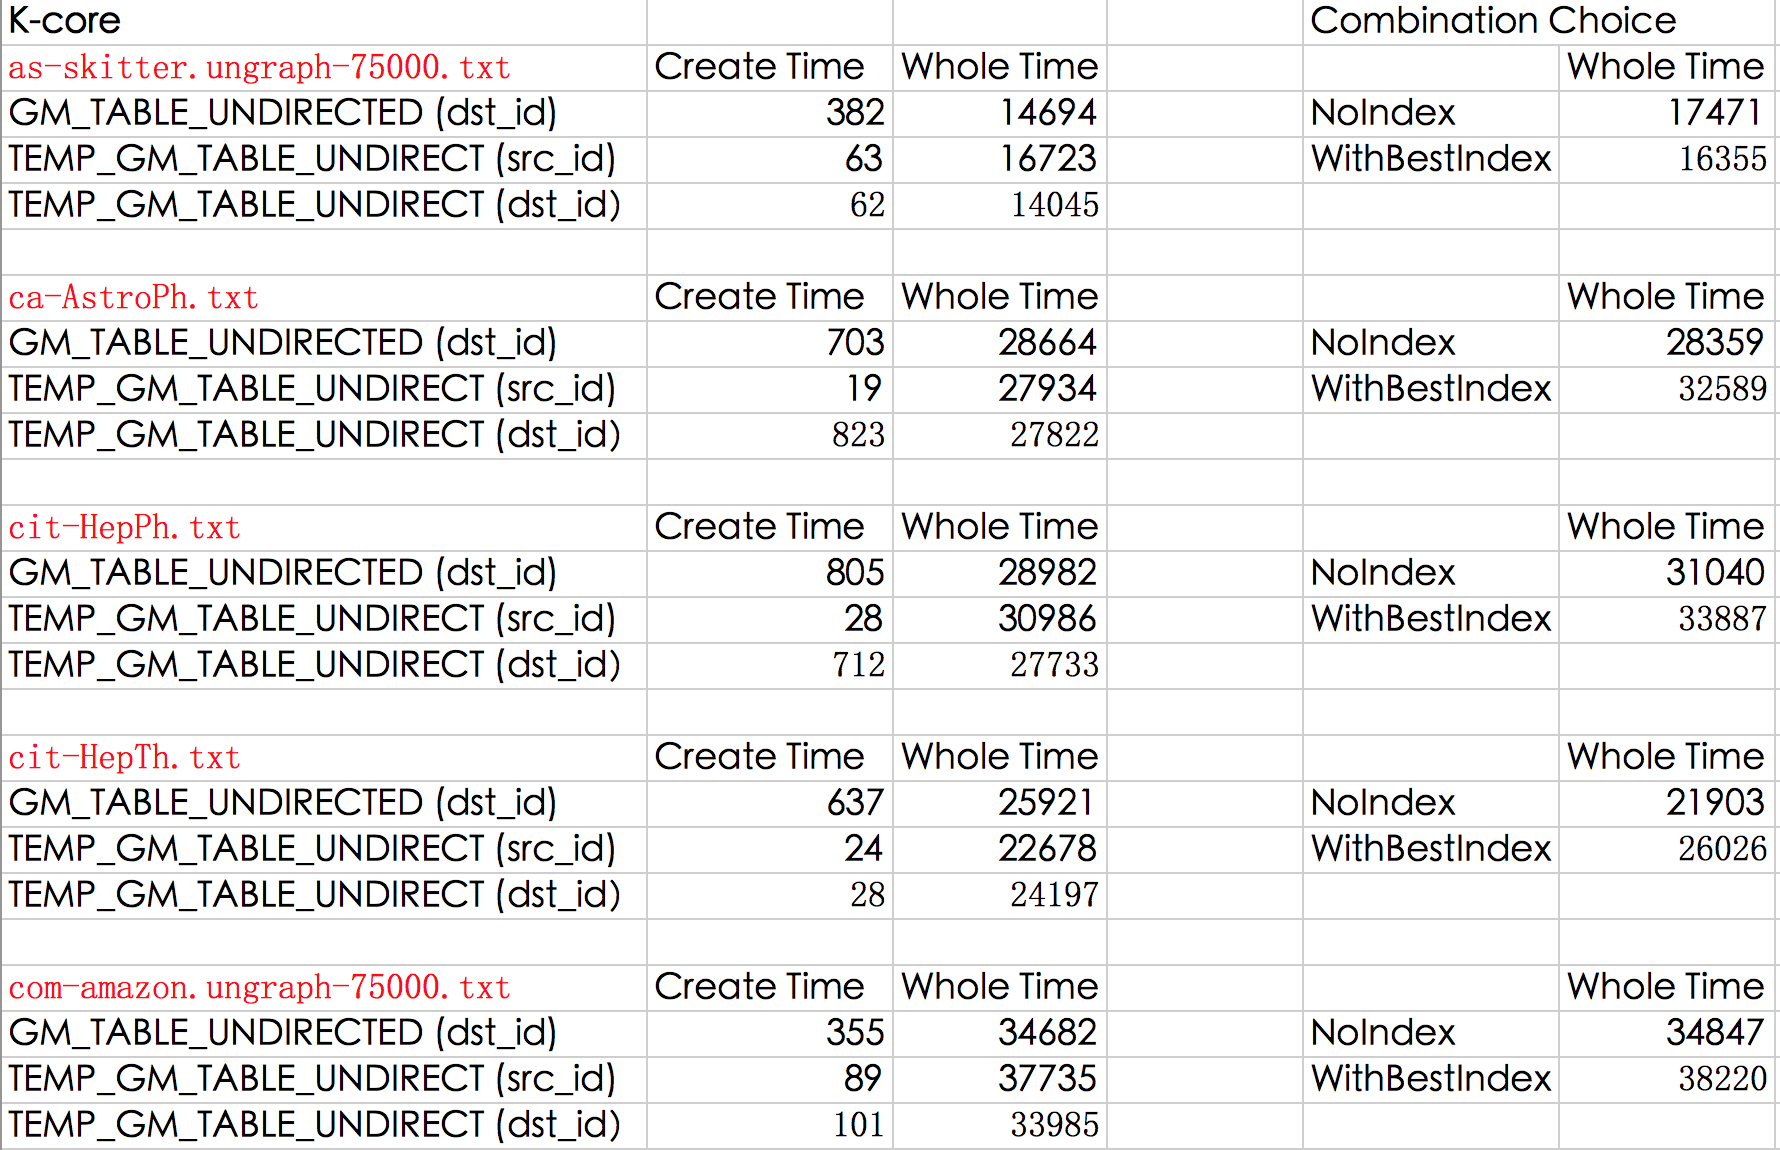 K-core Combination Choice
as-skitter.ungraph-75000.txt Create Time Whole Time Whole Time
GM_TABLE_UNDIRECTED (dst_id) 382 14694 NoIndex 17471
TEMP_GM_TABLE_UNDIRECT (src_id) 63 16723 WithBestIndex 16355
TEMP_GM_TABLE_UNDIRECT (dst_id) 62 14045
ca-AstroPh.txt Create Time Whole Time Whole Time
GM_TABLE_UNDIRECTED (dst_id) 703 28664 NoIndex 28359
TEMP_GM_TABLE_UNDIRECT (src_id) 19 27934 WithBestIndex 32589
TEMP_GM_TABLE_UNDIRECT (dst_id) 823 27822
cit-HepPh.txt Create Time Whole Time Whole Time
GM_TABLE_UNDIRECTED (dst_id) 805 28982 NoIndex 31040
TEMP_GM_TABLE_UNDIRECT (src_id) 28 30986 WithBestIndex 33887
TEMP_GM_TABLE_UNDIRECT (dst_id) 712 27733
cit-HepTh.txt Create Time Whole Time Whole Time
GM_TABLE_UNDIRECTED (dst_id) 637 25921 NoIndex 21903
TEMP_GM_TABLE_UNDIRECT (src_id) 24 22678 WithBestIndex 26026
TEMP_GM_TABLE_UNDIRECT (dst_id) 28 24197
com-amazon.ungraph-75000.txt Create Time Whole Time Whole Time
GM_TABLE_UNDIRECTED (dst_id) 355 34682 NoIndex 34847
TEMP_GM_TABLE_UNDIRECT (src_id) 89 37735 WithBestIndex 38220
TEMP_GM_TABLE_UNDIRECT (dst_id) 101 33985